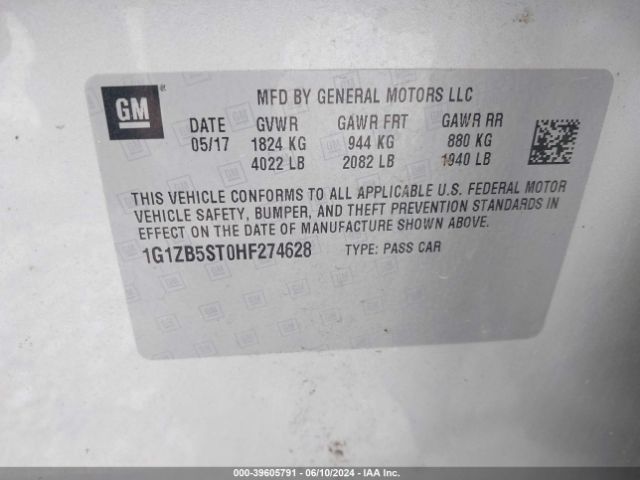 GM
MFD BY GENERAL MOTORS LLC
DATE GVWR GAWR FRT GAWR RR
05/17 1824 KG 944 KG 880 KG
4022 LB 2082 LB 1940 LB
THIS VEHICLE CONFORMS TO ALL APPLICABLE U.S. FEDERAL MOTOR
VEHICLE SAFETY, BUMPER, AND THEFT PREVENTION STANDARDS IN
EFFECT ON THE DATE OF MANUFACTURE SHOWN ABOVE.
1G1ZB5ST0HF274628 TYPE: PASS CAR
000-39605791 - 06/10/2024 - IAA Inc.